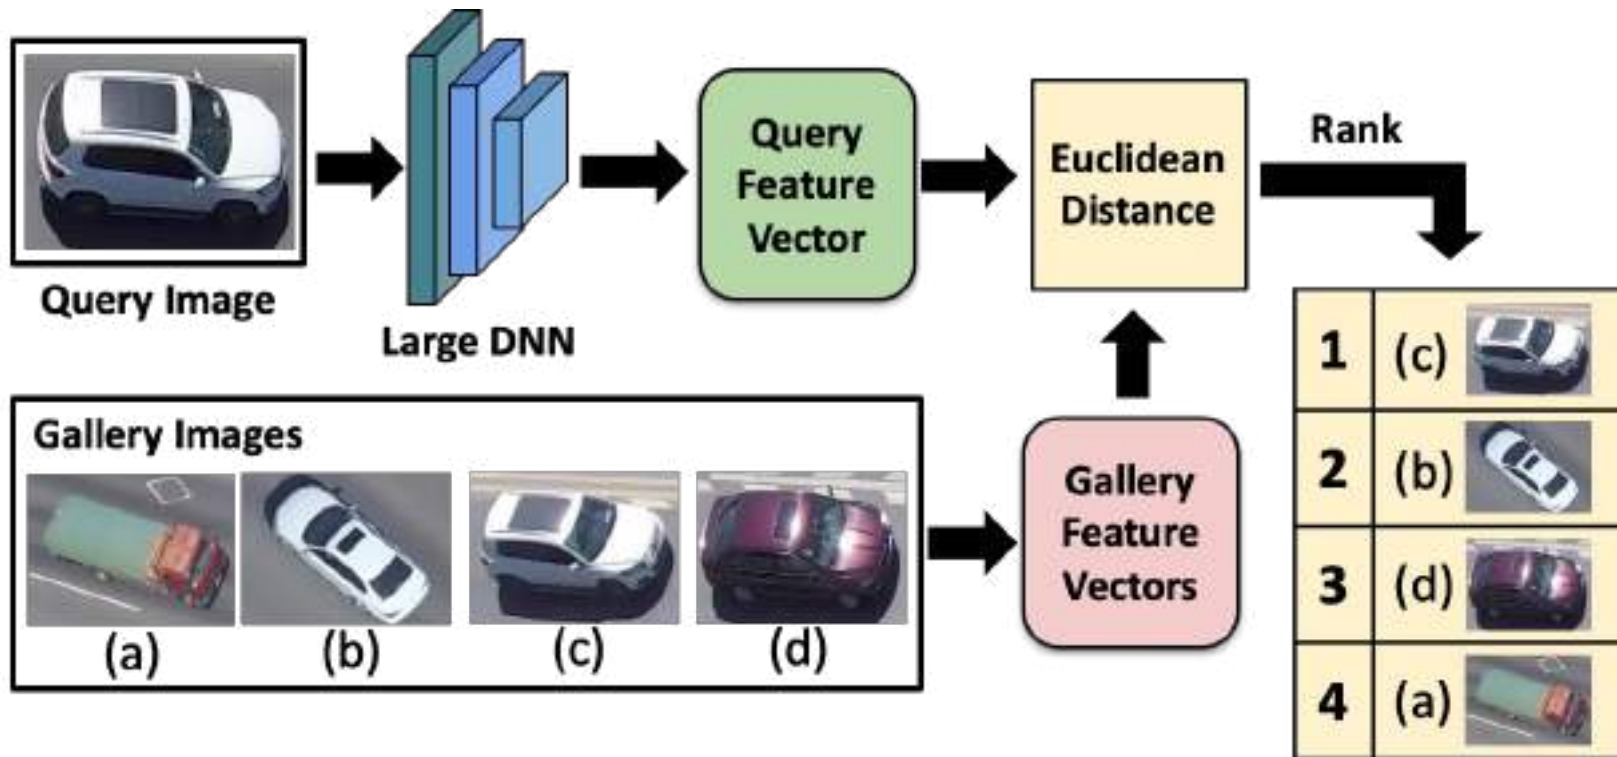 Query Image
Large DNN
Query
Feature
Vector
Euclidean
Distance
Rank
Gallery Images
(a)
(b)
(c)
(d)
Gallery
Feature
Vectors
1 (c)
2 (b)
3 (d)
4 (a)